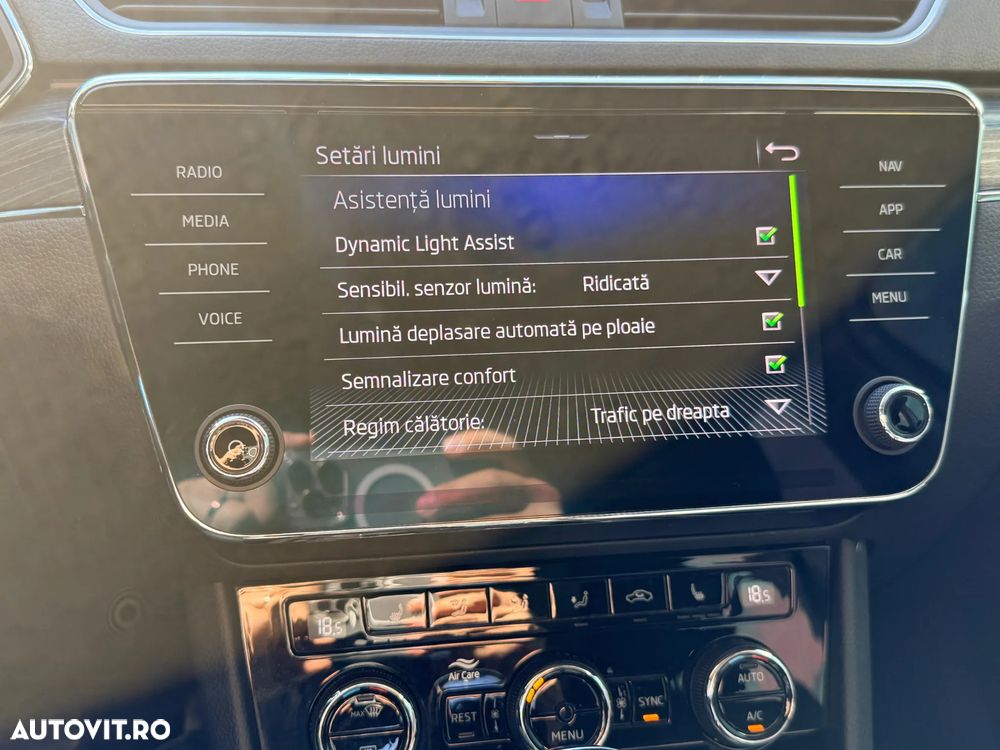 Setări lumini
RADIO
MEDIA
PHONE
VOICE
Asistență lumini
Dynamic Light Assist
Sensibil. senzor lumină: Ridicată
Lumină deplasare automată pe ploaie
Semnalizare confort
Regim călătorie: Trafic pe dreapta
NAV
APP
CAR
MENU
18.5
18.5
Air Care
MAX
REST
MENU
SYNC
AUTO
A/C
AUTOVIT.RO